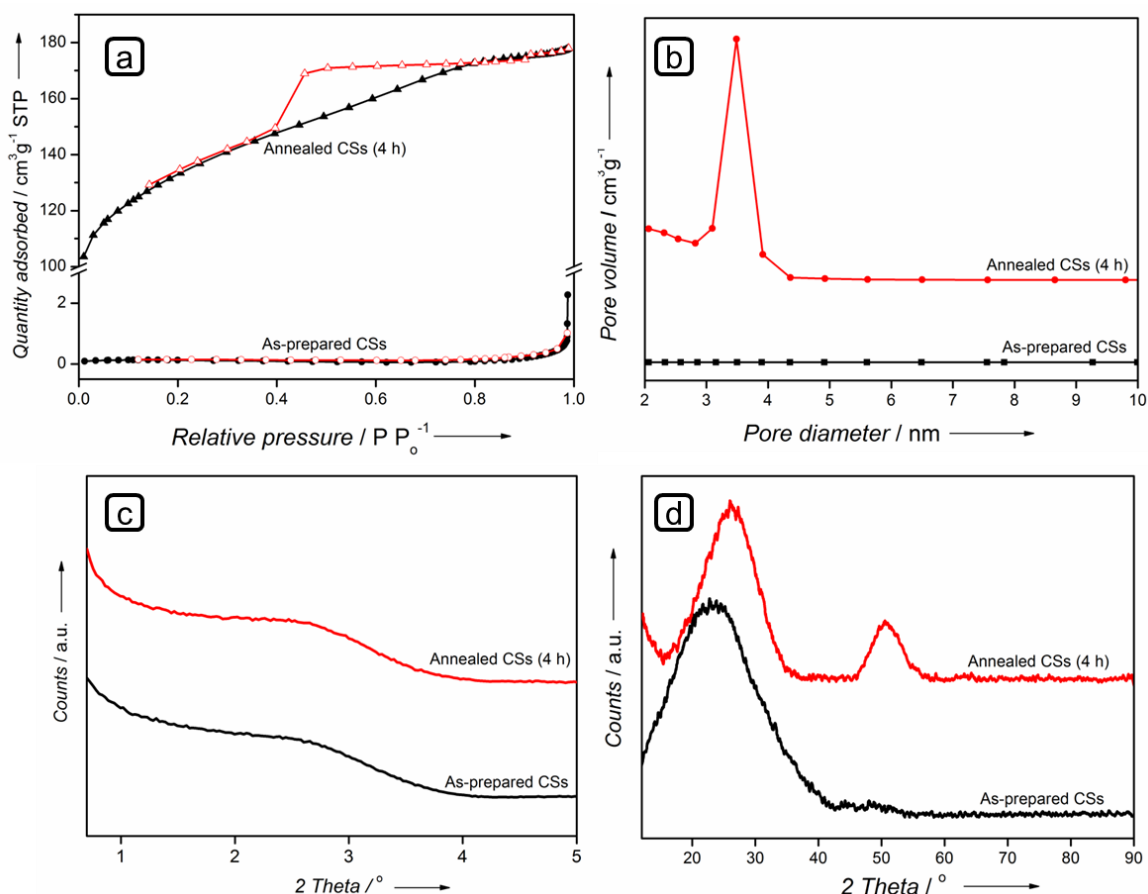 a
Quantity adsorbed / cm³g⁻¹ STP
180
160
140
120
100
2
0
Annealed CSs (4 h)
As-prepared CSs
0.0 0.2 0.4 0.6 0.8 1.0
Relative pressure / P Pₒ⁻¹
b
Pore volume / cm³g⁻¹
Annealed CSs (4 h)
As-prepared CSs
2 3 4 5 6 7 8 9 10
Pore diameter / nm
c
Counts / a.u.
Annealed CSs (4 h)
As-prepared CSs
1 2 3 4 5
2 Theta / °
d
Counts / a.u.
Annealed CSs (4 h)
As-prepared CSs
20 30 40 50 60 70 80 90
2 Theta / °